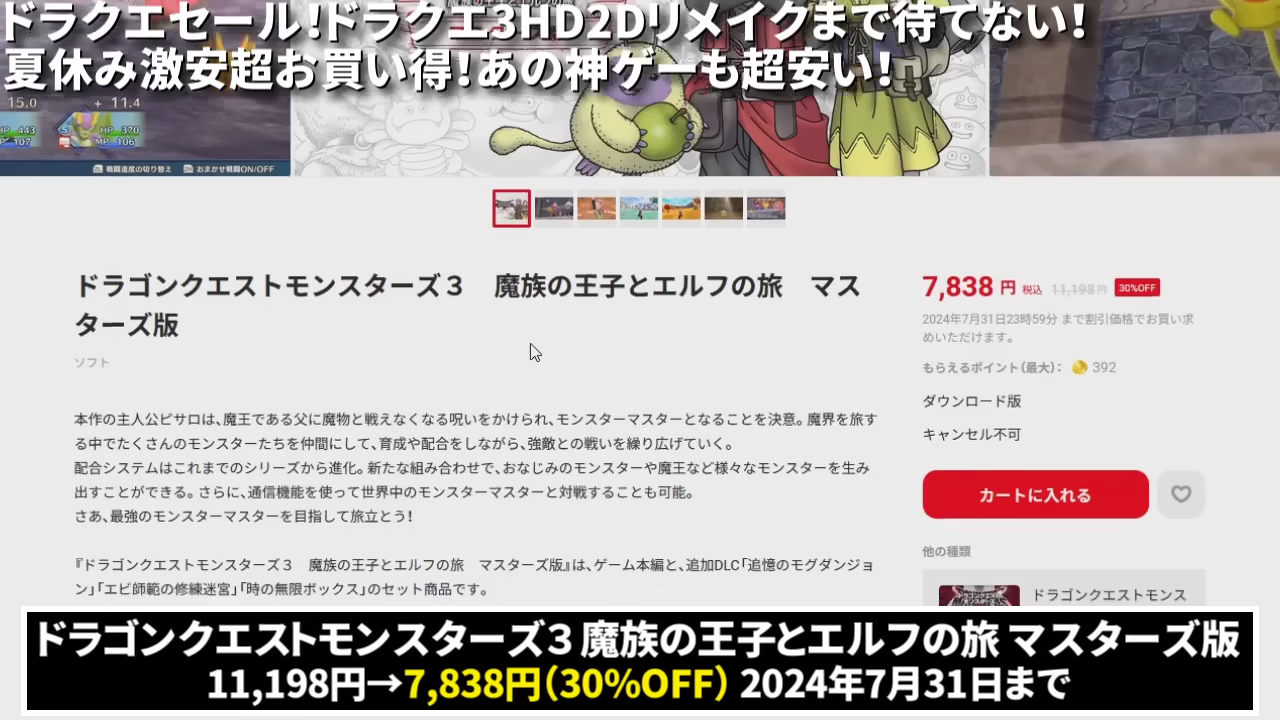 ドラクエセール！ドラクエ3HD2Dリメイクまで待てない！
夏休み激安超お買い得！あの神ゲーも超安い！
15.0 + 11.4
HP 443 HP 370
MP 107 MP 106
戦闘速度の切り替え おまかせ戦闘ON/OFF
ドラゴンクエストモンスターズ３　魔族の王子とエルフの旅　マス
ターズ版
ソフト
本作の主人公ピサロは、魔王である父に魔物と戦えなくなる呪いをかけられ、モンスターマスターとなることを決意。魔界を旅す
る中でたくさんのモンスターたちを仲間にして、育成や配合をしながら、強敵との戦いを繰り広げていく。
配合システムはこれまでのシリーズから進化。新たな組み合わせで、おなじみのモンスターや魔王など様々なモンスターを生み
出すことができる。さらに、通信機能を使って世界中のモンスターマスターと対戦することも可能。
さあ、最強のモンスターマスターを目指して旅立とう！
『ドラゴンクエストモンスターズ３　魔族の王子とエルフの旅　マスターズ版』は、ゲーム本編と、追加DLC「追憶のモグダンジョ
ン」「エビ師範の修練迷宮」「時の無限ボックス」のセット商品です。
7,838 円 税込 11,198円 30%OFF
2024年7月31日23時59分 まで割引価格でお買い求
めいただけます。
もらえるポイント（最大）： 392
ダウンロード版
キャンセル不可
カートに入れる
他の種類
ドラゴンクエストモンス
ドラゴンクエストモンスターズ３ 魔族の王子とエルフの旅 マスターズ版
11,198円→7,838円（30%OFF） 2024年7月31日まで